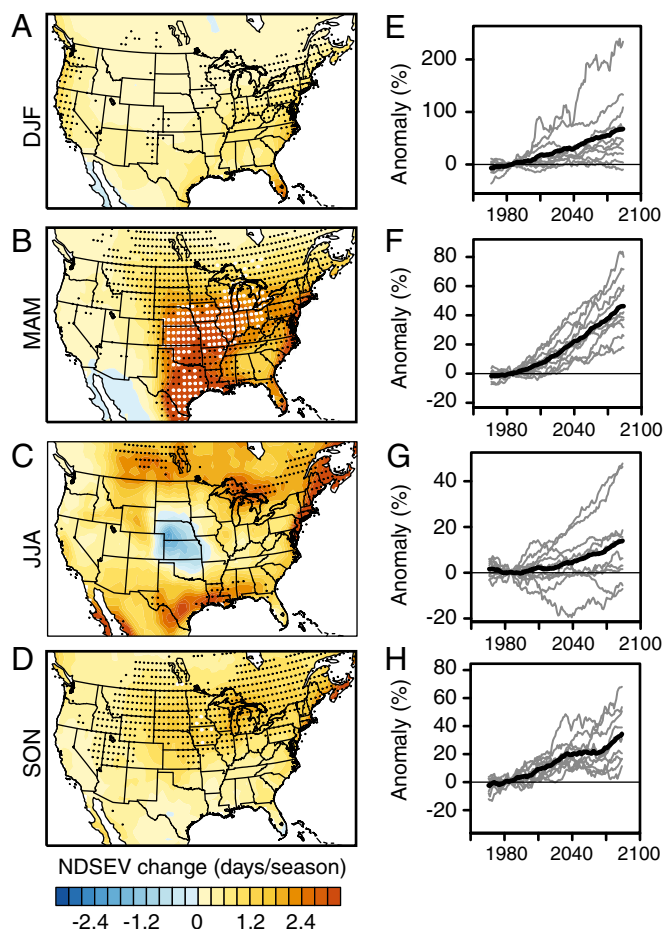 A
DJF
E
Anomaly (%)
200
100
0
1980
2040
2100
B
MAM
F
Anomaly (%)
80
60
40
20
0
-20
1980
2040
2100
C
JJA
G
Anomaly (%)
40
20
0
-20
1980
2040
2100
D
SON
H
Anomaly (%)
80
60
40
20
0
-20
1980
2040
2100
NDSEV change (days/season)
-2.4 -1.2 0 1.2 2.4